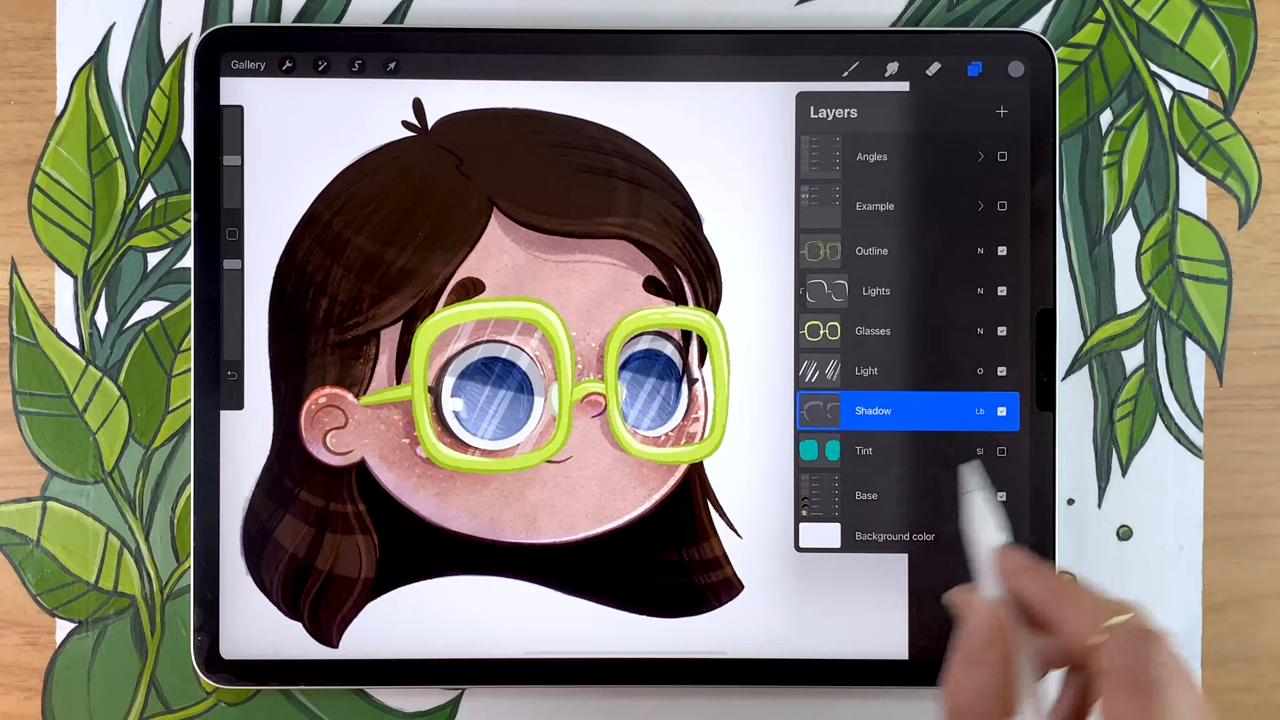 Gallery
Layers
Angles
Example
Outline N
Lights N
Glasses N
Light O
Shadow Lb
Tint Sl
Base
Background color